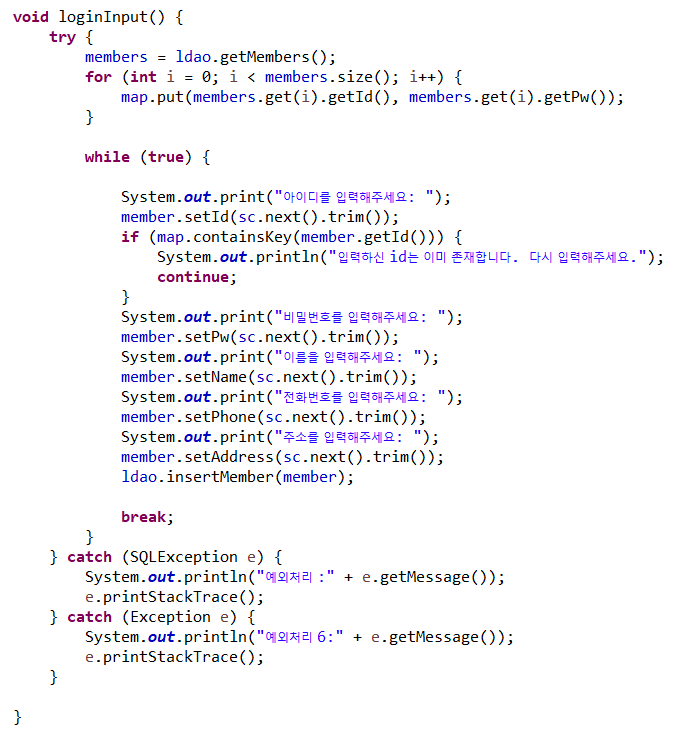 void loginInput() {
try {
members = ldao.getMembers();
for (int i = 0; i < members.size(); i++) {
map.put(members.get(i).getId(), members.get(i).getPw());
}
while (true) {
System.out.print("아이디를 입력해주세요: ");
member.setId(sc.next().trim());
if (map.containsKey(member.getId())) {
System.out.println("입력하신 id는 이미 존재합니다. 다시 입력해주세요.");
continue;
}
System.out.print("비밀번호를 입력해주세요: ");
member.setPw(sc.next().trim());
System.out.print("이름을 입력해주세요: ");
member.setName(sc.next().trim());
System.out.print("전화번호를 입력해주세요: ");
member.setPhone(sc.next().trim());
System.out.print("주소를 입력해주세요: ");
member.setAddress(sc.next().trim());
ldao.insertMember(member);
break;
}
} catch (SQLException e) {
System.out.println("예외처리 :" + e.getMessage());
e.printStackTrace();
} catch (Exception e) {
System.out.println("예외처리 6:" + e.getMessage());
e.printStackTrace();
}
}